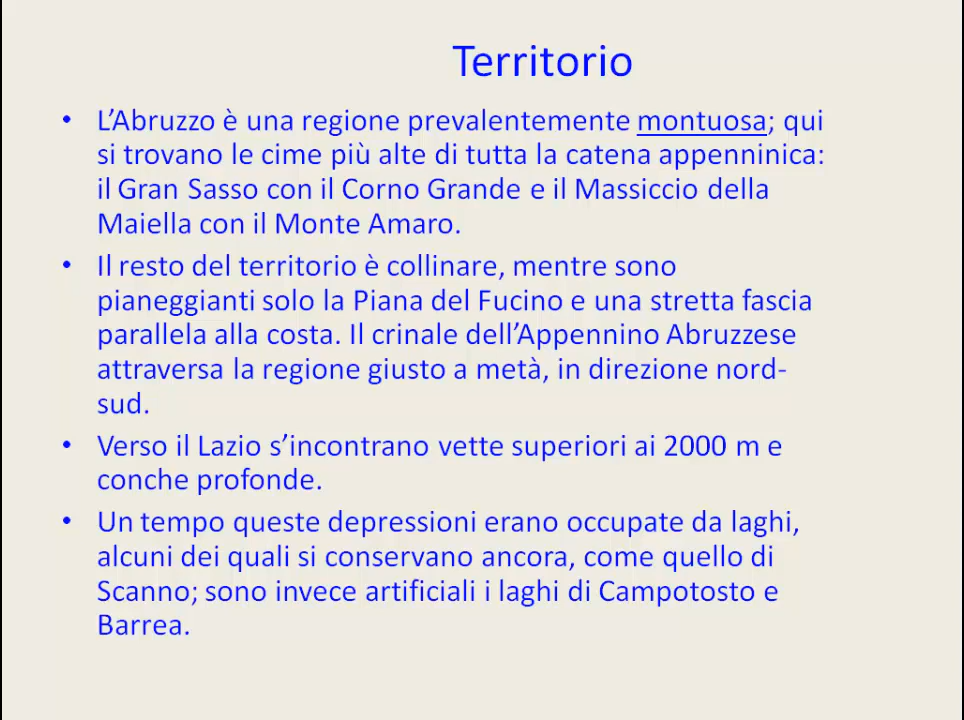 Territorio
• L’Abruzzo è una regione prevalentemente montuosa; qui
si trovano le cime più alte di tutta la catena appenninica:
il Gran Sasso con il Corno Grande e il Massiccio della
Maiella con il Monte Amaro.
• Il resto del territorio è collinare, mentre sono
pianeggianti solo la Piana del Fucino e una stretta fascia
parallela alla costa. Il crinale dell’Appennino Abruzzese
attraversa la regione giusto a metà, in direzione nord-
sud.
• Verso il Lazio s’incontrano vette superiori ai 2000 m e
conche profonde.
• Un tempo queste depressioni erano occupate da laghi,
alcuni dei quali si conservano ancora, come quello di
Scanno; sono invece artificiali i laghi di Campotosto e
Barrea.